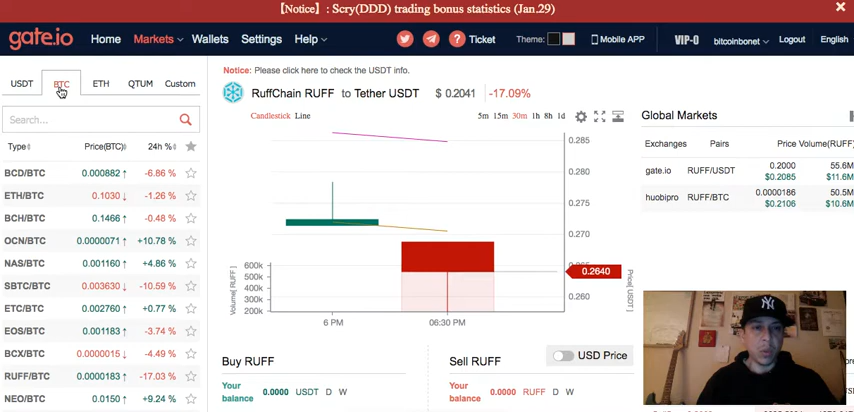 【Notice】: Scry(DDD) trading bonus statistics (Jan.29)
gate.io Home Markets Wallets Settings Help Ticket Theme: Mobile APP VIP-0 bitcoinbonet Logout English
USDT BTC ETH QTUM Custom
Notice: Please click here to check the USDT info.
RuffChain RUFF to Tether USDT $ 0.2041 -17.09%
Search...
Candlestick Line 5m 15m 30m 1h 8h 1d
Global Markets
Type Price(BTC) 24h % ★
Exchanges Pairs Price Volume(RUFF)
gate.io RUFF/USDT 0.2000 55.6M
$0.2085 $11.6M
huobipro RUFF/BTC 0.0000186 50.5M
$0.2106 $10.6M
BCD/BTC 0.000882 ↑ -6.86 %
ETH/BTC 0.1030 ↓ -1.26 %
BCH/BTC 0.1466 ↑ -0.48 %
OCN/BTC 0.0000071 ↑ +10.78 %
NAS/BTC 0.001160 ↑ +4.86 %
SBTC/BTC 0.003630 ↓ -10.59 %
ETC/BTC 0.002760 ↑ +0.77 %
EOS/BTC 0.001183 ↑ -3.74 %
BCX/BTC 0.0000015 ↓ -4.49 %
RUFF/BTC 0.0000183 ↑ -17.03 %
NEO/BTC 0.0150 ↑ +9.24 %
0.285
0.280
0.275
0.270
0.2640
0.260
600k
500k
400k
300k
200k
Volume[ RUFF ]
Price[ USDT ]
6 PM 06:30 PM
Buy RUFF
Your balance 0.0000 USDT D W
Sell RUFF USD Price
Your balance 0.0000 RUFF D W
NY